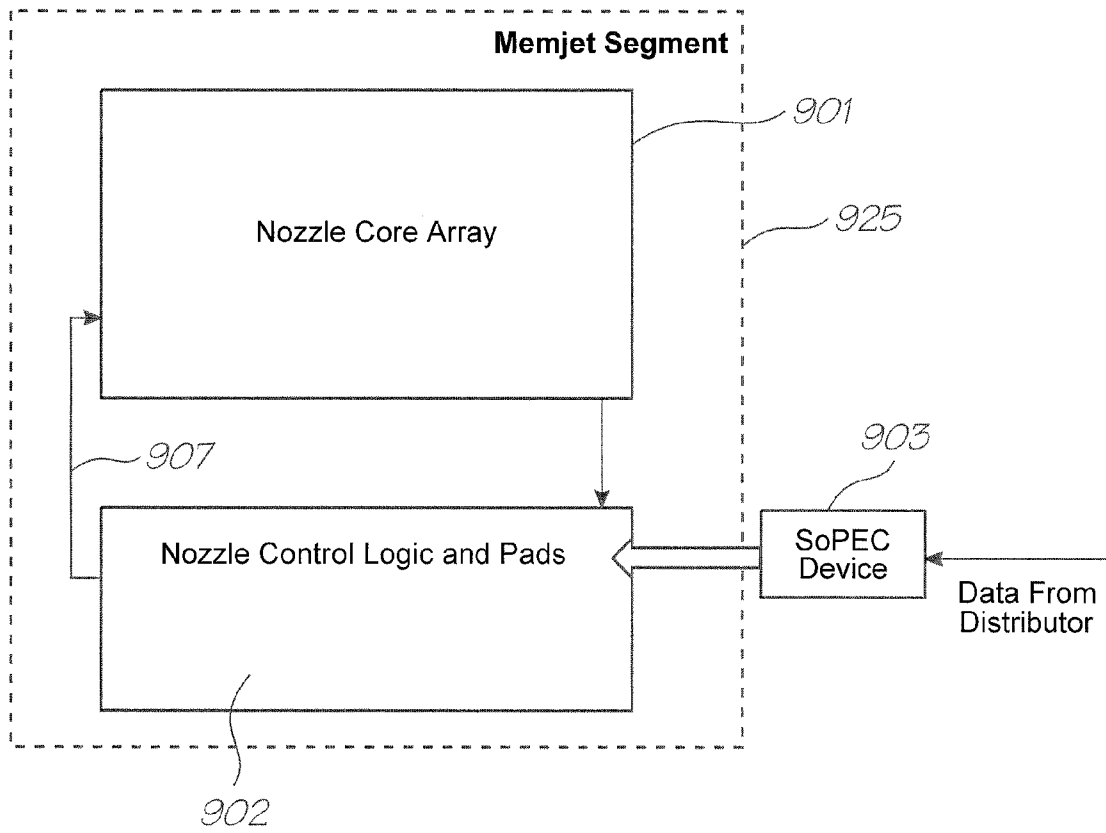 Memjet Segment
901
Nozzle Core Array
925
907
903
Nozzle Control Logic and Pads
SoPEC
Device
Data From
Distributor
902